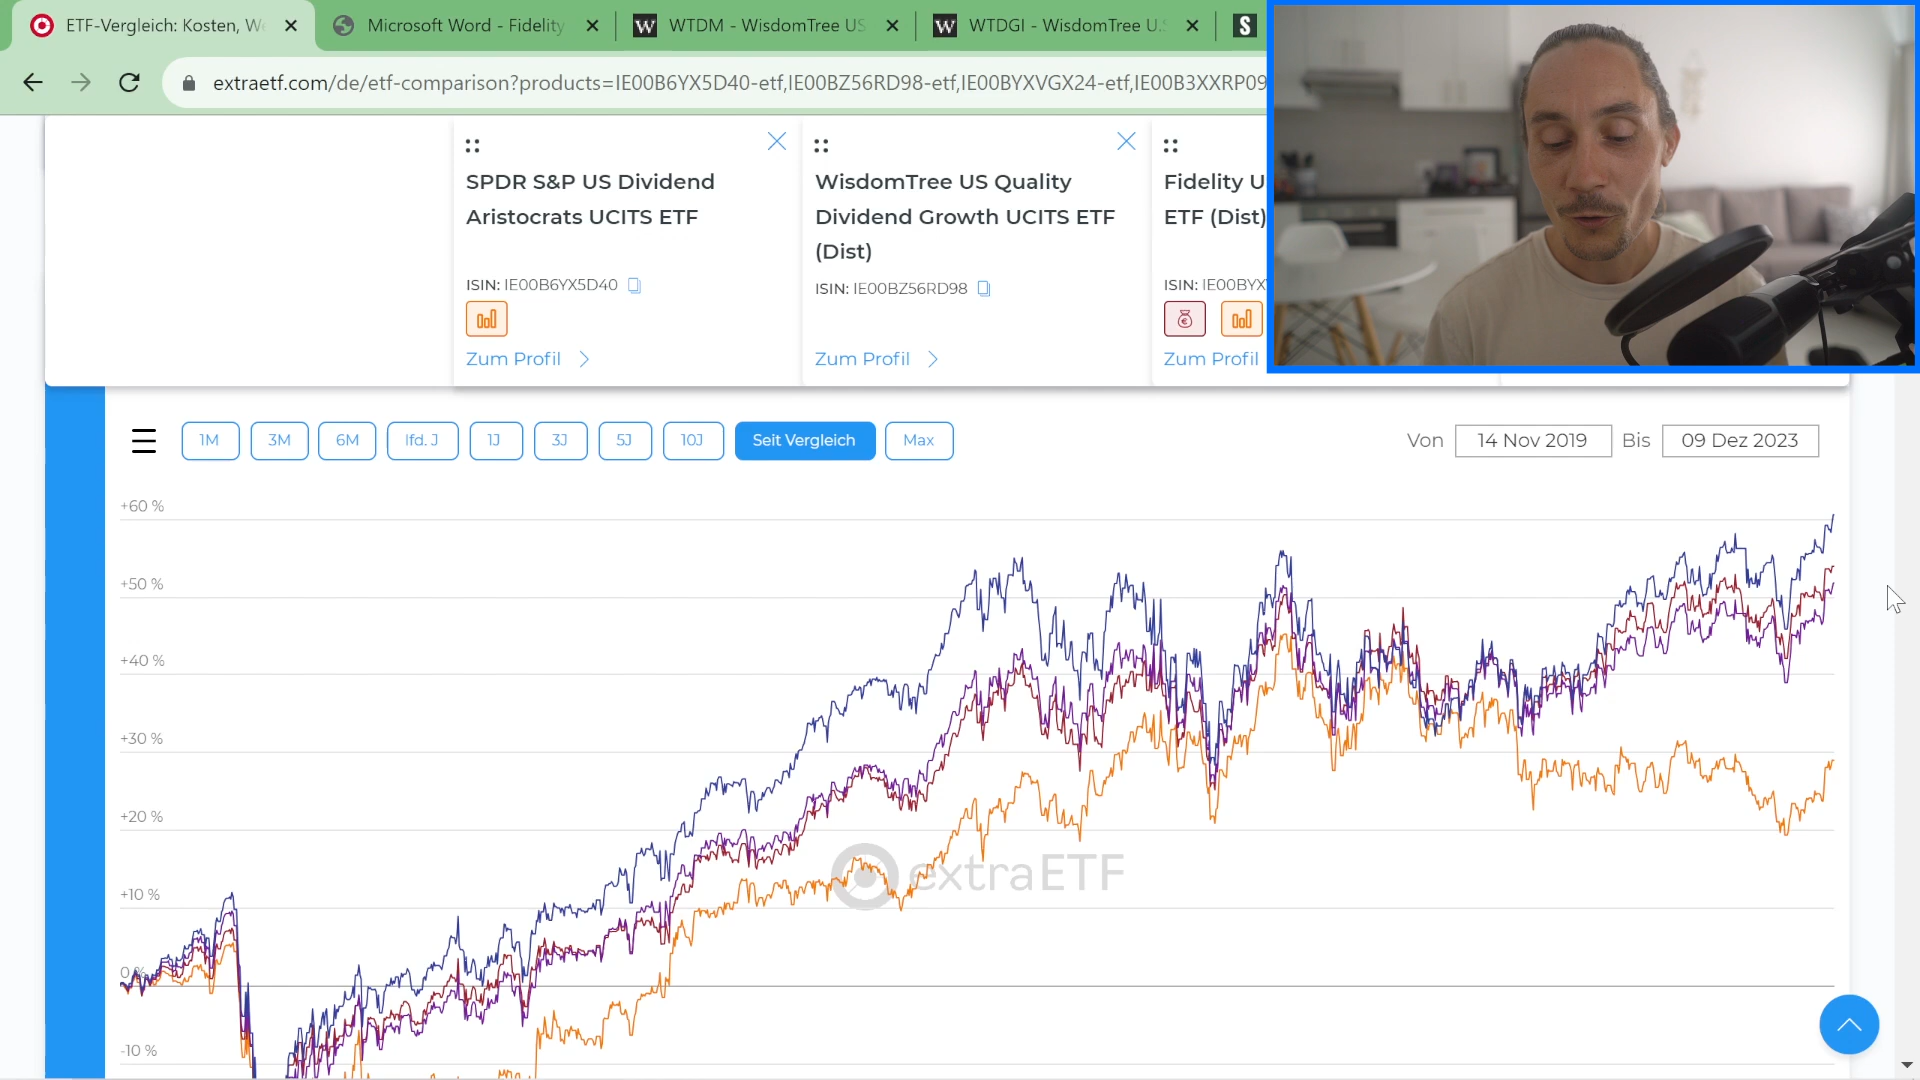 ETF-Vergleich: Kosten, We
Microsoft Word - Fidelity
W WTDM - WisdomTree US
W WTDGI - WisdomTree U.S
S
extraetf.com/de/etf-comparison?products=IE00B6YX5D40-etf,IE00BZ56RD98-etf,IE00BYXVGX24-etf,IE00B3XXRP09
SPDR S&P US Dividend
Aristocrats UCITS ETF
ISIN: IE00B6YX5D40
Zum Profil
WisdomTree US Quality
Dividend Growth UCITS ETF
(Dist)
ISIN: IE00BZ56RD98
Zum Profil
Fidelity U
ETF (Dist)
ISIN: IE00BYX
€
Zum Profil
1M 3M 6M lfd. J 1J 3J 5J 10J Seit Vergleich Max
Von 14 Nov 2019 Bis 09 Dez 2023
+60 %
+50 %
+40 %
+30 %
+20 %
+10 %
0 %
-10 %
extraETF